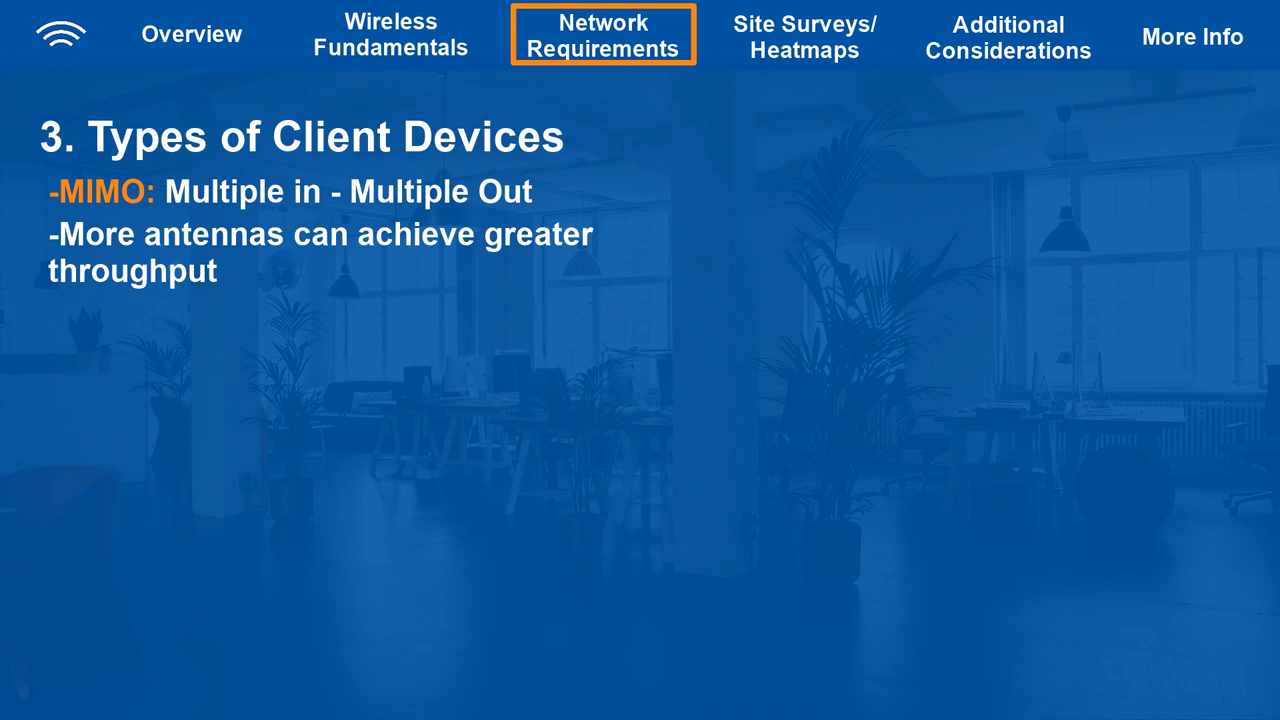 Overview
Wireless
Fundamentals
Network
Requirements
Site Surveys/
Heatmaps
Additional
Considerations
More Info
3. Types of Client Devices
-MIMO: Multiple in - Multiple Out
-More antennas can achieve greater
throughput